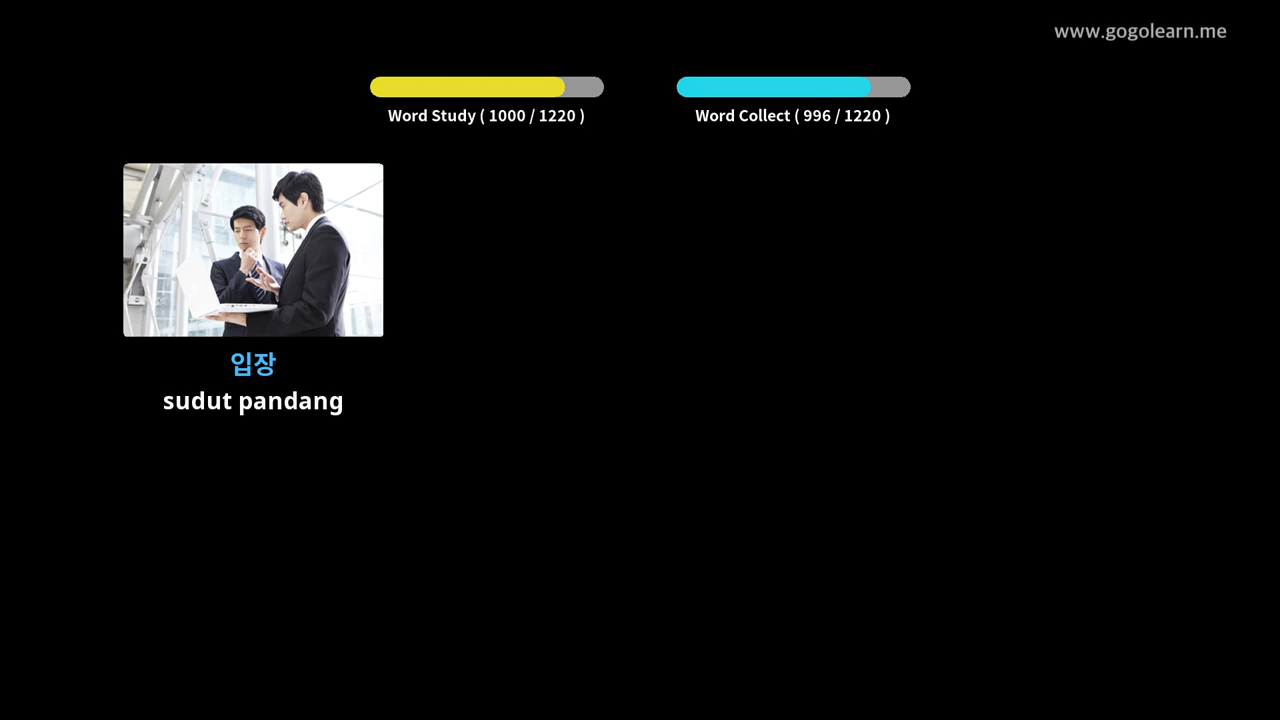 www.gogolearn.me
Word Study ( 1000 / 1220 )
Word Collect ( 996 / 1220 )
입장
sudut pandang